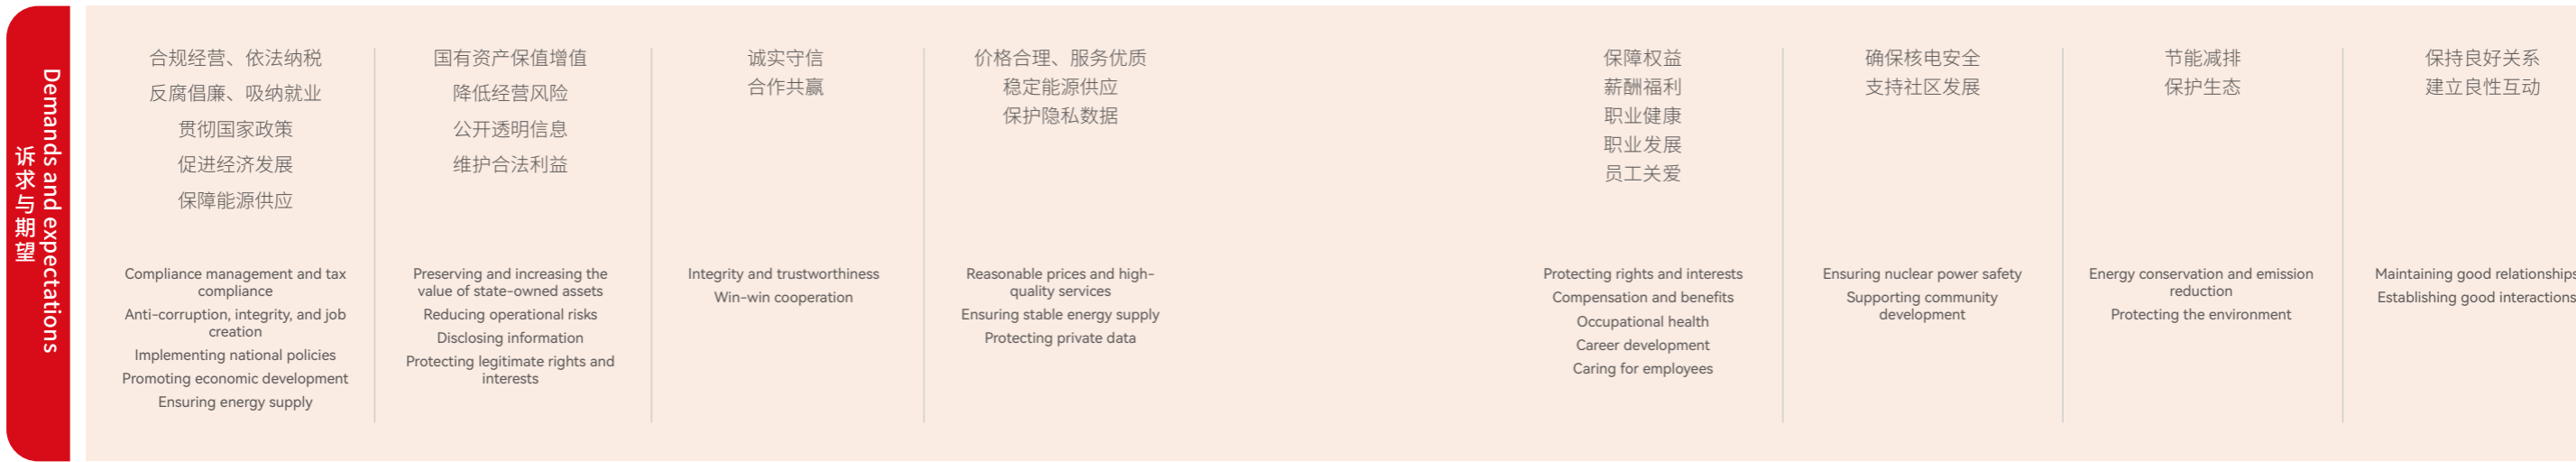 诉求与期望
Demands and expectations
合规经营、依法纳税
反腐倡廉、吸纳就业
贯彻国家政策
促进经济发展
保障能源供应
Compliance management and tax
compliance
Anti-corruption, integrity, and job
creation
Implementing national policies
Promoting economic development
Ensuring energy supply
国有资产保值增值
降低经营风险
公开透明信息
维护合法利益
Preserving and increasing the
value of state-owned assets
Reducing operational risks
Disclosing information
Protecting legitimate rights and
interests
诚实守信
合作共赢
Integrity and trustworthiness
Win-win cooperation
价格合理、服务优质
稳定能源供应
保护隐私数据
Reasonable prices and high-
quality services
Ensuring stable energy supply
Protecting private data
保障权益
薪酬福利
职业健康
职业发展
员工关爱
Protecting rights and interests
Compensation and benefits
Occupational health
Career development
Caring for employees
确保核电安全
支持社区发展
Ensuring nuclear power safety
Supporting community
development
节能减排
保护生态
Energy conservation and emission
reduction
Protecting the environment
保持良好关系
建立良性互动
Maintaining good relationships
Establishing good interactions